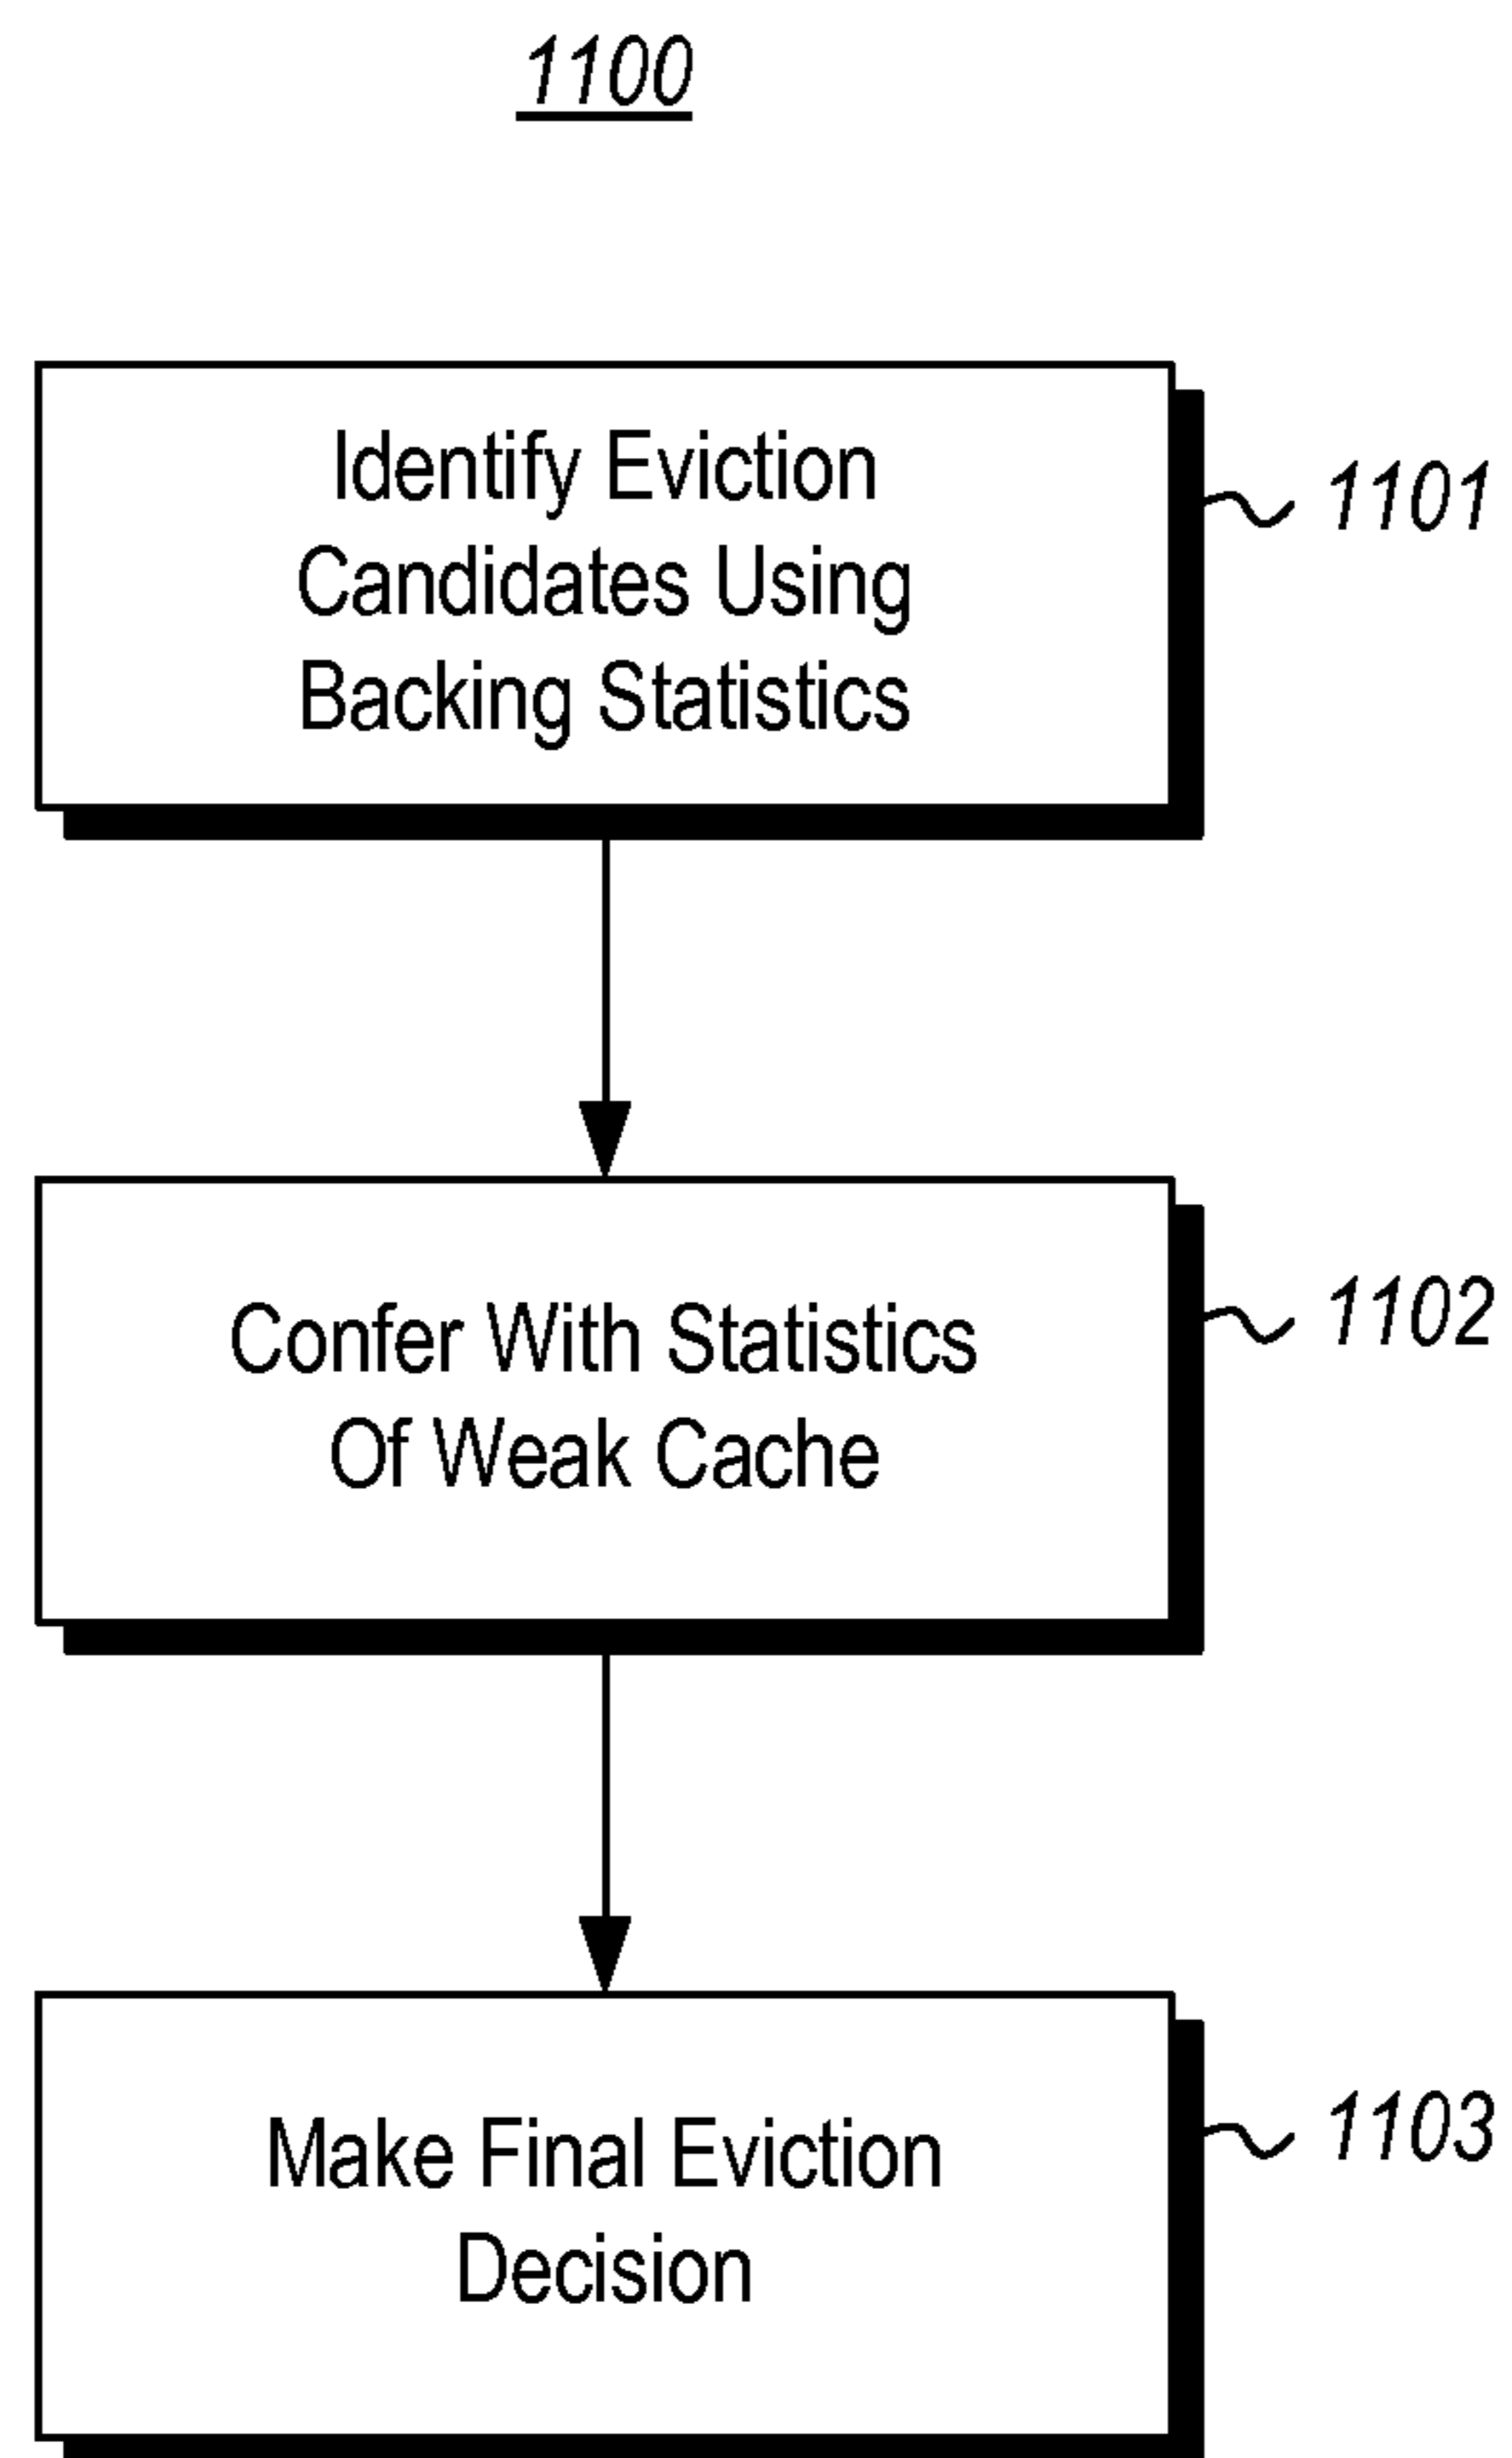 1100
Identify Eviction
Candidates Using
Backing Statistics
1101
Confer With Statistics
Of Weak Cache
1102
Make Final Eviction
Decision
1103